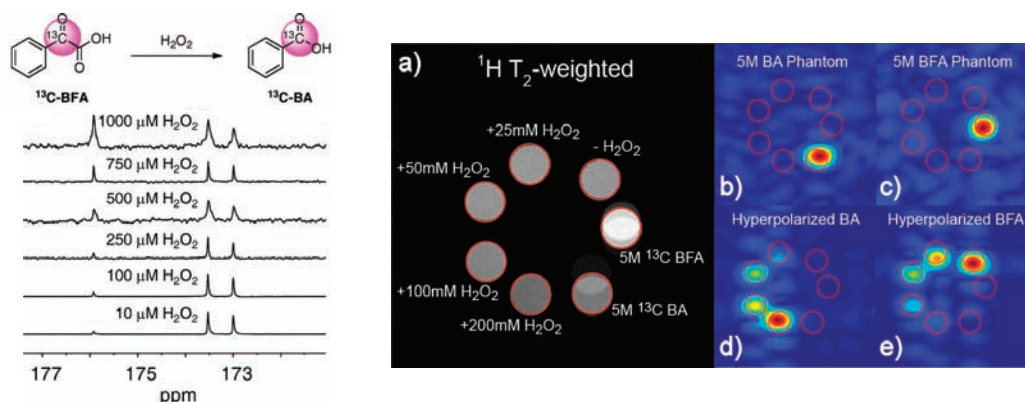 O
13C
OH
O
H2O2
O
13C
OH
13C-BFA
13C-BA
1000 μM H2O2
750 μM H2O2
500 μM H2O2
250 μM H2O2
100 μM H2O2
10 μM H2O2
177 175 173
ppm
a)
1H T2-weighted
+25mM H2O2
- H2O2
+50mM H2O2
5M 13C BFA
+100mM H2O2
5M 13C BA
+200mM H2O2
5M BA Phantom
b)
5M BFA Phantom
c)
Hyperpolarized BA
d)
Hyperpolarized BFA
e)